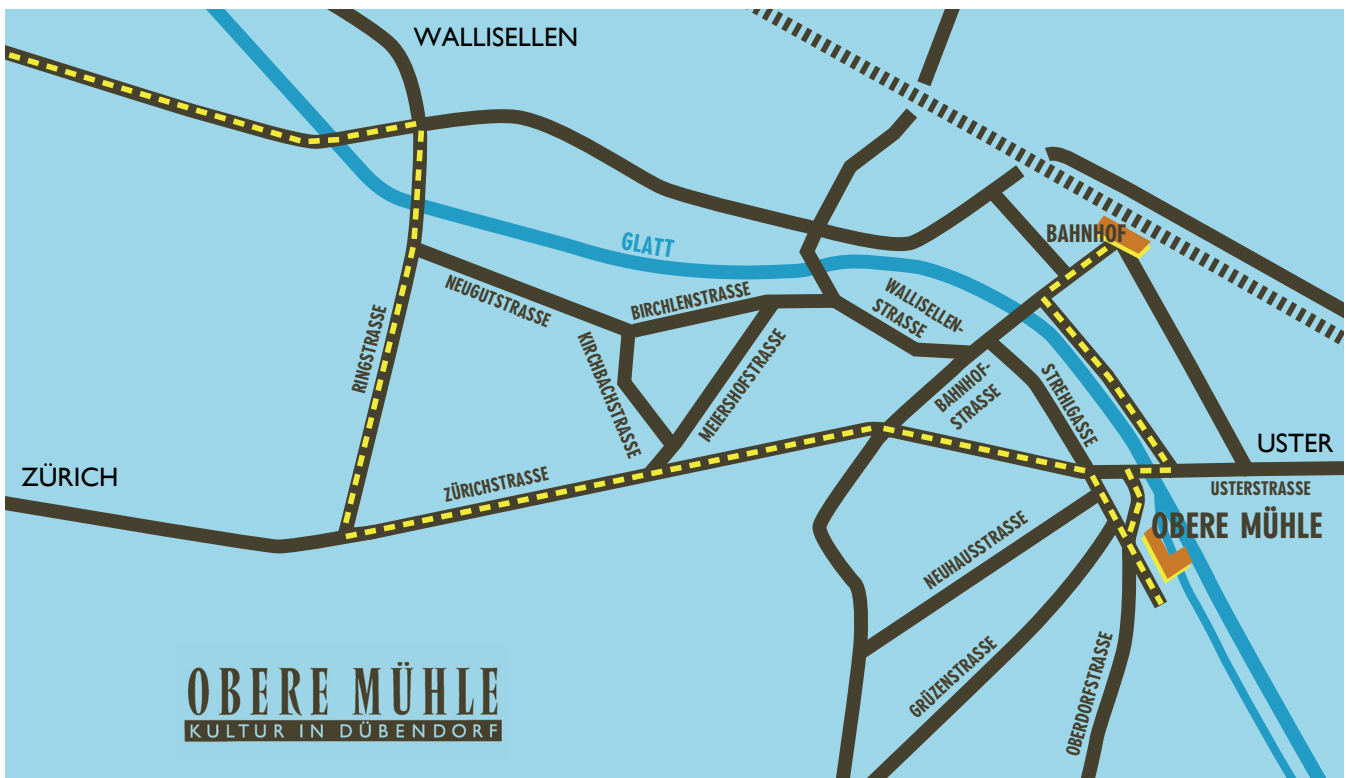 WALLISELLEN
GLATT
BAHNHOF
NEUGUTSTRASSE
BIRCHLENSTRASSE
WALLISELLEN-
STRASSE
RINGSTRASSE
KIRCHBACHSTRASSE
MEIERSHOFSTRASSE
BAHNHOF-
STRASSE
STREHLGASSE
USTER
ZÜRICH
ZÜRICHSTRASSE
USTERSTRASSE
OBERE MÜHLE
NEUHAUSSTRASSE
GRÜZENSTRASSE
OBERDORFSTRASSE
OBERE MÜHLE
KULTUR IN DÜBENDORF